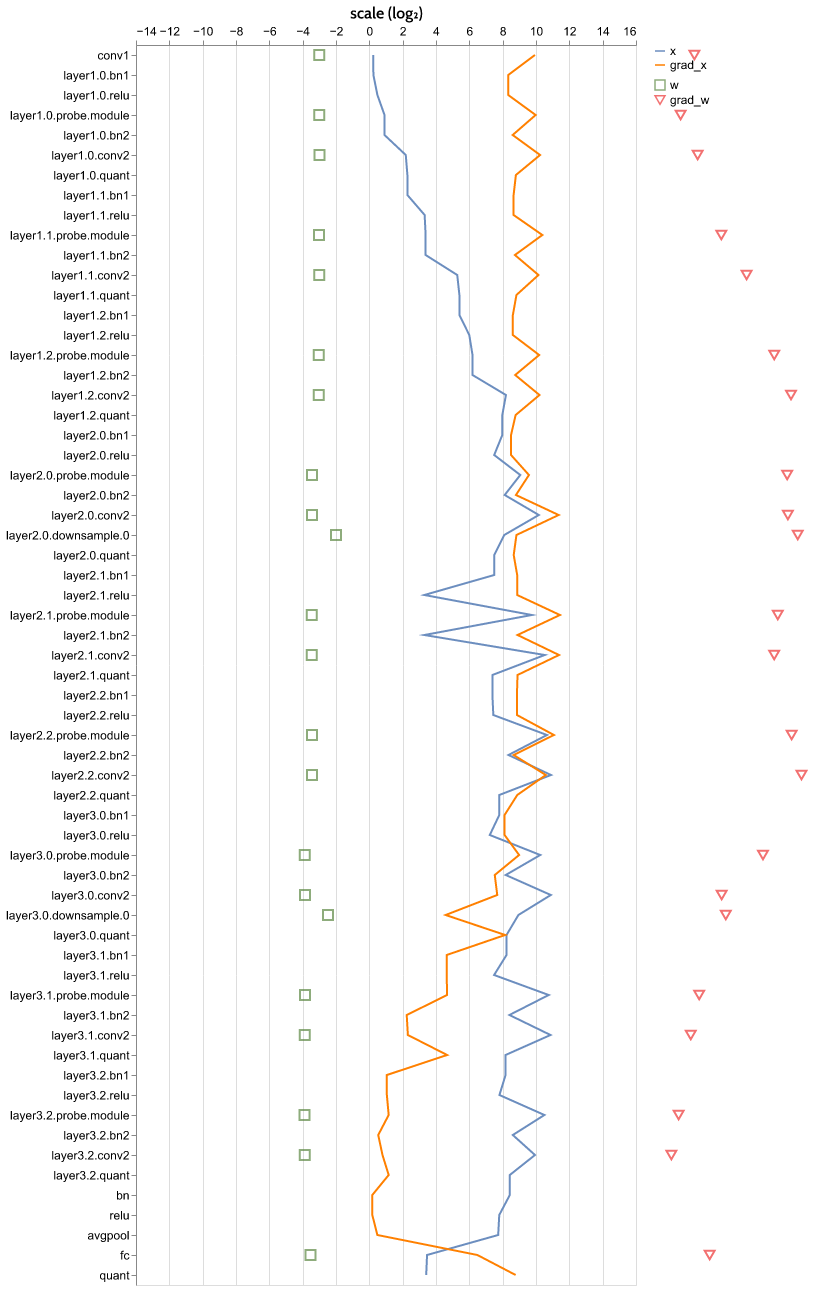 scale (log₂)
−14 −12 −10 −8 −6 −4 −2 0 2 4 6 8 10 12 14 16
x
grad_x
w
grad_w
conv1
layer1.0.bn1
layer1.0.relu
layer1.0.probe.module
layer1.0.bn2
layer1.0.conv2
layer1.0.quant
layer1.1.bn1
layer1.1.relu
layer1.1.probe.module
layer1.1.bn2
layer1.1.conv2
layer1.1.quant
layer1.2.bn1
layer1.2.relu
layer1.2.probe.module
layer1.2.bn2
layer1.2.conv2
layer1.2.quant
layer2.0.bn1
layer2.0.relu
layer2.0.probe.module
layer2.0.bn2
layer2.0.conv2
layer2.0.downsample.0
layer2.0.quant
layer2.1.bn1
layer2.1.relu
layer2.1.probe.module
layer2.1.bn2
layer2.1.conv2
layer2.1.quant
layer2.2.bn1
layer2.2.relu
layer2.2.probe.module
layer2.2.bn2
layer2.2.conv2
layer2.2.quant
layer3.0.bn1
layer3.0.relu
layer3.0.probe.module
layer3.0.bn2
layer3.0.conv2
layer3.0.downsample.0
layer3.0.quant
layer3.1.bn1
layer3.1.relu
layer3.1.probe.module
layer3.1.bn2
layer3.1.conv2
layer3.1.quant
layer3.2.bn1
layer3.2.relu
layer3.2.probe.module
layer3.2.bn2
layer3.2.conv2
layer3.2.quant
bn
relu
avgpool
fc
quant